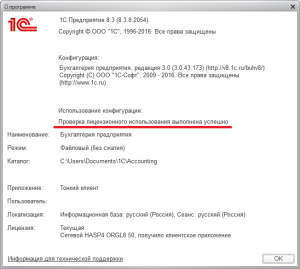 О программе
1С:Предприятие 8.3 (8.3.8.2054)
Copyright © ООО "1С", 1996-2016. Все права защищены
Конфигурация:
Бухгалтерия предприятия, редакция 3.0 (3.0.43.173) (http://v8.1c.ru/buhv8/)
Copyright (С) ООО "1С-Софт", 2009 - 2016. Все права защищены
(http://www.1c.ru)
Использование конфигурации:
Проверка лицензионного использования выполнена успешно
Наименование: Бухгалтерия предприятия
Режим: Файловый (без сжатия)
Каталог: C:\Users\Documents\1C\Accounting
Приложение: Тонкий клиент
Пользователь:
Локализация: Информационная база: русский (Россия), Сеанс: русский (Россия)
Лицензия: Текущая:
Сетевой HASP4 ORGL8 50, получило клиентское приложение
Информация для технической поддержки
OK